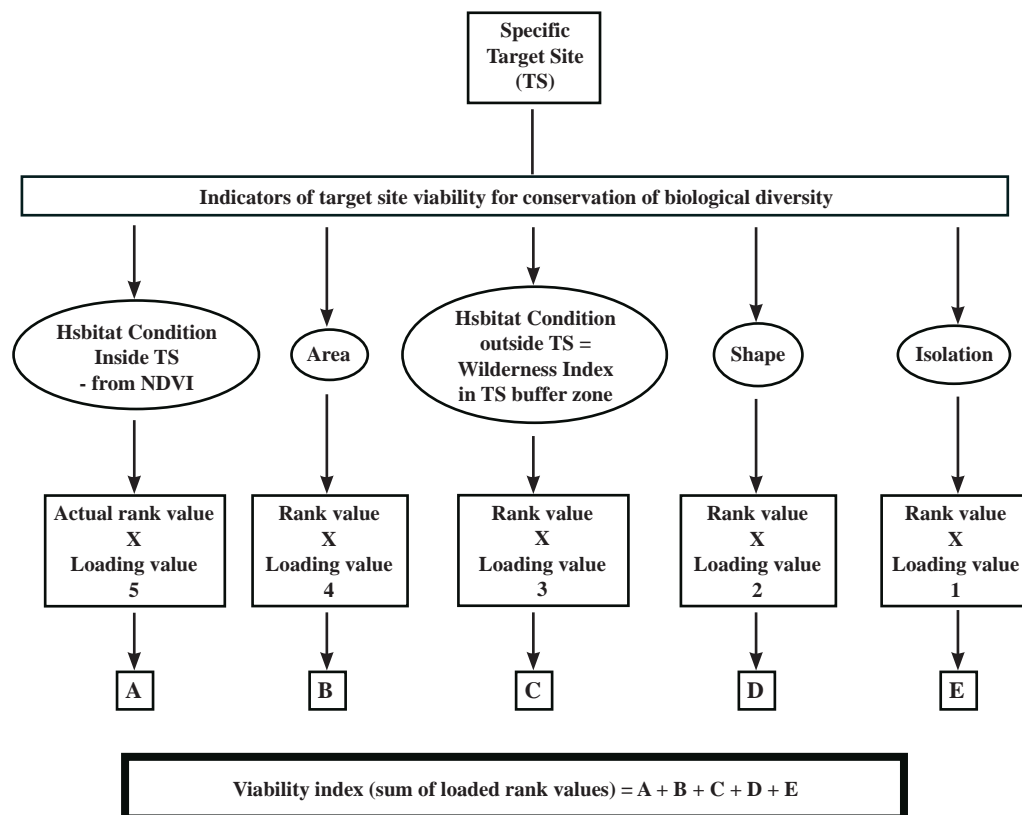 Specific
Target Site
(TS)
Indicators of target site viability for conservation of biological diversity
Hsbitat Condition
Inside TS
- from NDVI
Area
Hsbitat Condition
outside TS =
Wilderness Index
in TS buffer zone
Shape
Isolation
Actual rank value
X
Loading value
5
Rank value
X
Loading value
4
Rank value
X
Loading value
3
Rank value
X
Loading value
2
Rank value
X
Loading value
1
A
B
C
D
E
Viability index (sum of loaded rank values) = A + B + C + D + E